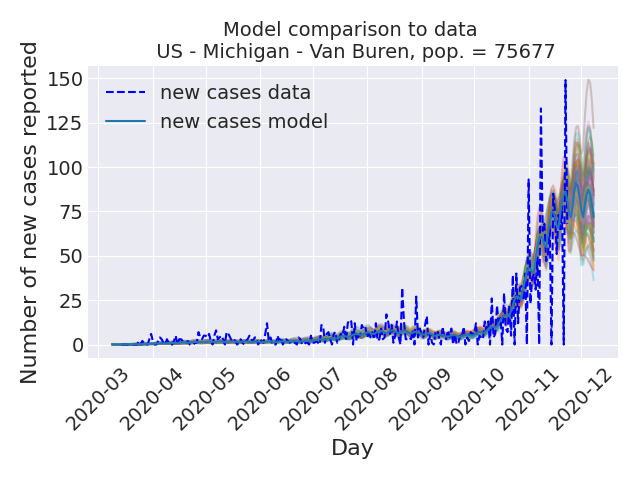 Model comparison to data
US - Michigan - Van Buren, pop. = 75677
Number of new cases reported
150
125
100
75
50
25
0
new cases data
new cases model
2020-03
2020-04
2020-05
2020-06
2020-07
2020-08
2020-09
2020-10
2020-11
2020-12
Day